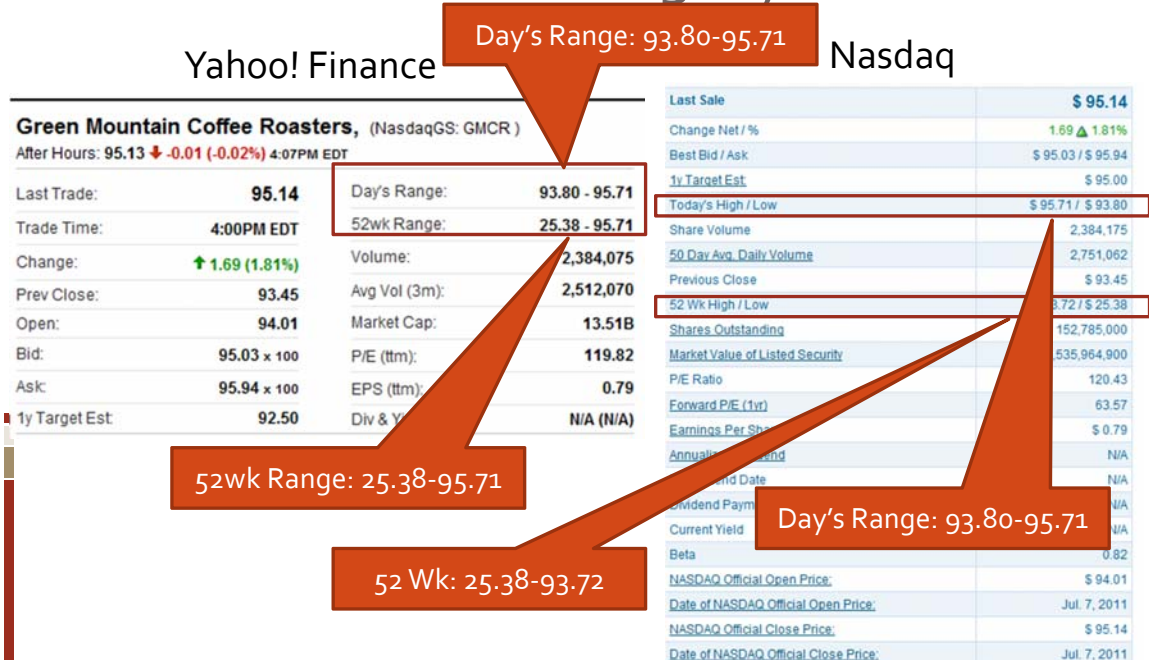 Day's Range: 93.80-95.71
Yahoo! Finance
Nasdaq
Green Mountain Coffee Roasters, (NasdaqGS: GMCR )
After Hours: 95.13 -0.01 (-0.02%) 4:07PM EDT
Last Trade: 95.14
Trade Time: 4:00PM EDT
Change: 1.69 (1.81%)
Prev Close: 93.45
Open: 94.01
Bid: 95.03 x 100
Ask: 95.94 x 100
1y Target Est: 92.50
Day's Range: 93.80 - 95.71
52wk Range: 25.38 - 95.71
Volume: 2,384,075
Avg Vol (3m): 2,512,070
Market Cap: 13.51B
P/E (ttm): 119.82
EPS (ttm): 0.79
Div & N/A (N/A)
52wk Range: 25.38-95.71
52 Wk: 25.38-93.72
Last Sale $ 95.14
Change Net / % 1.69 1.81%
Best Bid / Ask $ 95.03 / $ 95.94
1y Target Est: $ 95.00
Today's High / Low $ 95.71 / $ 93.80
Share Volume 2,384,175
50 Day Avg. Daily Volume 2,751,062
Previous Close $ 93.45
52 Wk High / Low 3.72 / $ 25.38
Shares Outstanding 152,785,000
Market Value of Listed Security ,535,964,900
P/E Ratio 120.43
Forward P/E (1yr) 63.57
Earnings Per $ 0.79
N/A
Date N/A
N/A
Current Yield N/A
Day's Range: 93.80-95.71
Beta 0.82
NASDAQ Official Open Price: $ 94.01
Date of NASDAQ Official Open Price: Jul. 7, 2011
NASDAQ Official Close Price: $ 95.14
Date of NASDAQ Official Close Price: Jul. 7, 2011